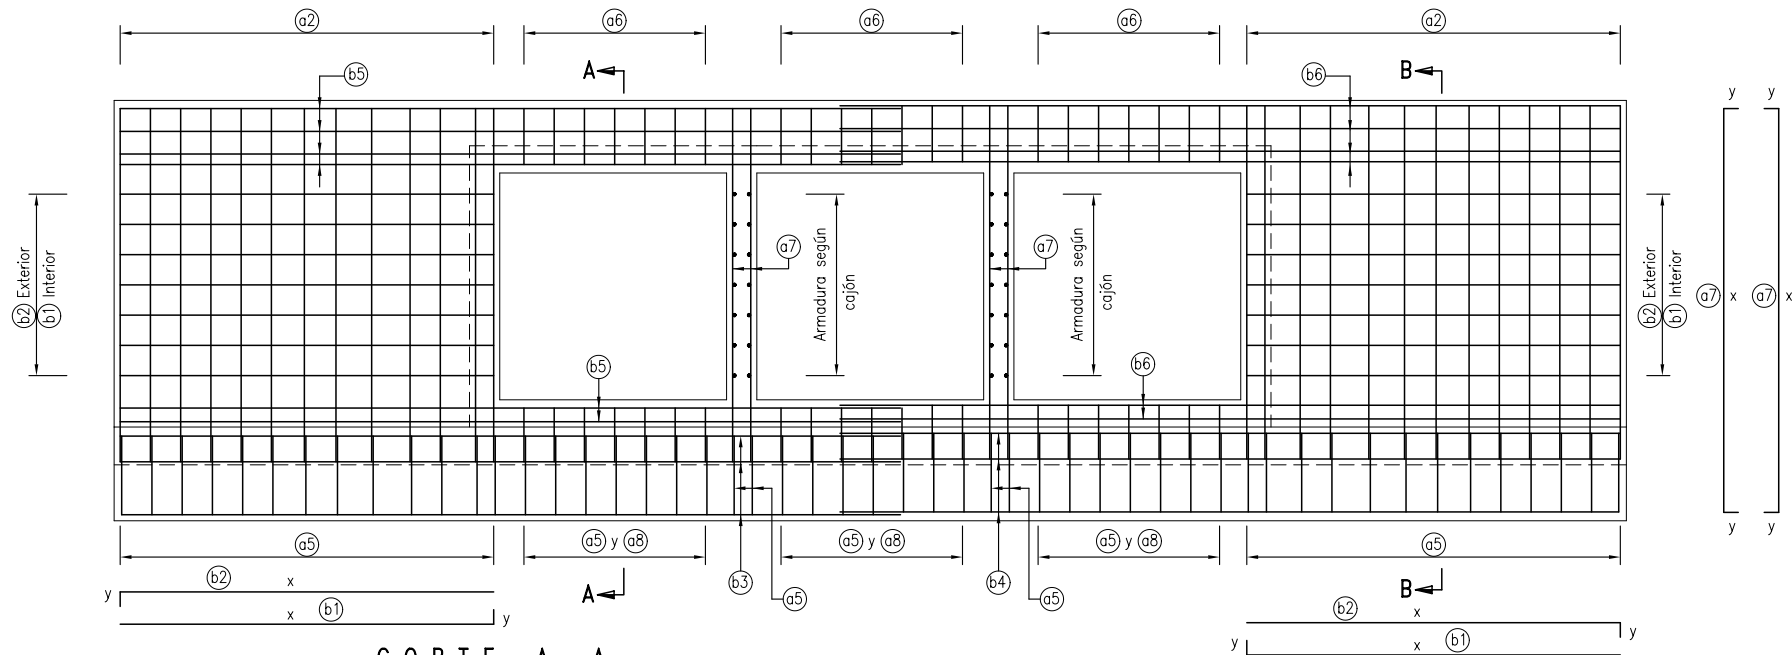 a2 a6 a6 a6 a2
A B
b5 b6
y y
b2 Exterior
b1 Interior
a7 a7
Armadura según
cajón
Armadura según
cajón
b2 Exterior
b1 Interior
a7 x a7 x
b5 b6
y y
a5 a5 y a8 a5 y a8 a5 y a8 a5
b3 a5 b4 a5
A B
b2 x
y
x b1 y
b2
x
y
y x b1
CORTE A-A